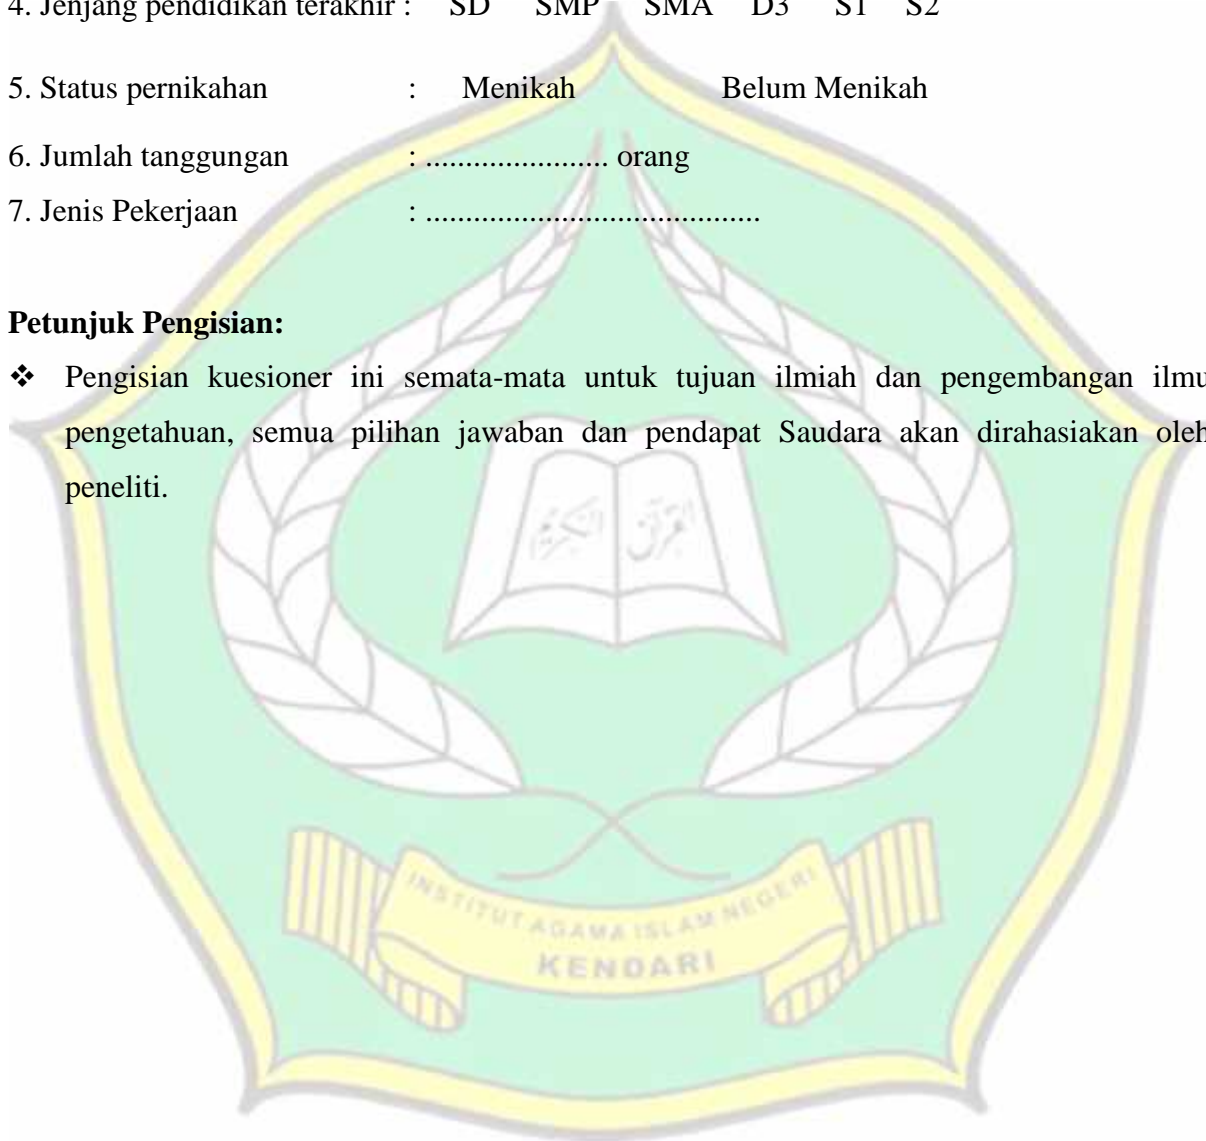 4. Jenjang pendidikan terakhir : SD SMP SMA D3 S1 S2
5. Status pernikahan : Menikah Belum Menikah
6. Jumlah tanggungan : ....................... orang
7. Jenis Pekerjaan : ..........................................
Petunjuk Pengisian:
❖ Pengisian kuesioner ini semata-mata untuk tujuan ilmiah dan pengembangan ilmu
pengetahuan, semua pilihan jawaban dan pendapat Saudara akan dirahasiakan oleh
peneliti.
القرآن الكريم
INSTITUT AGAMA ISLAM NEGERI
KENDARI